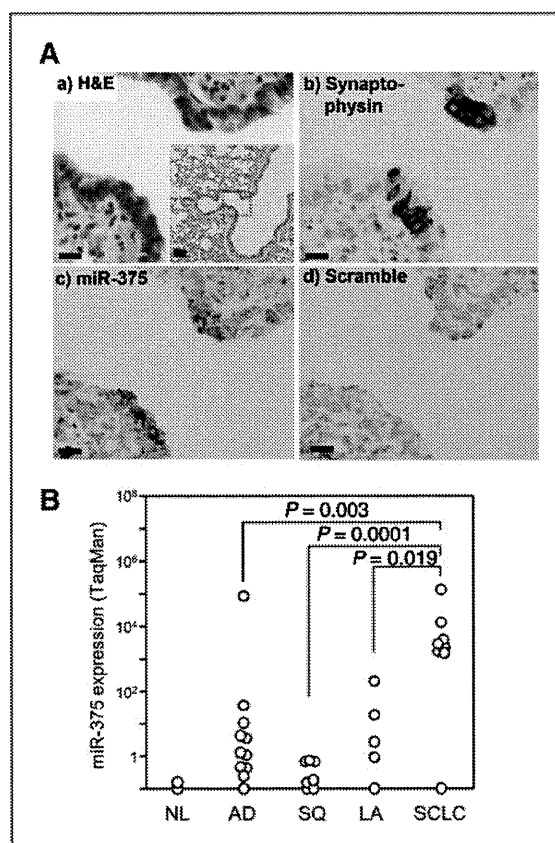 A
a) H&E
b) Synapto-
physin
c) miR-375
d) Scramble
B
miR-375 expression (TaqMan)
10⁸
10⁶
10⁴
10²
1
P = 0.003
P = 0.0001
P = 0.019
NL AD SQ LA SCLC